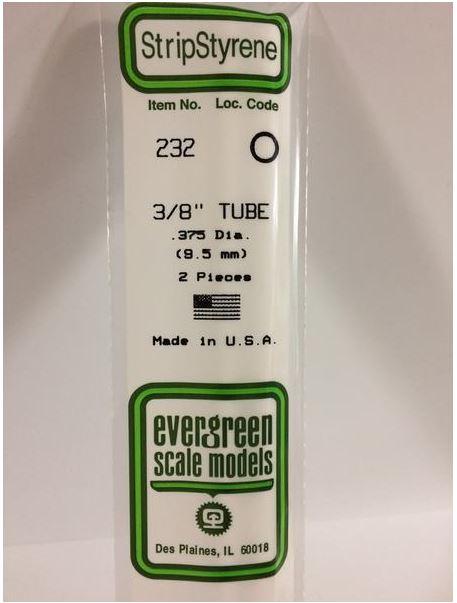 StripStyrene
Item No. Loc. Code
232
3/8" TUBE
.375 Dia.
(9.5 mm)
2 Pieces
Made in U.S.A.
evergreen
scale models
Des Plaines, IL 60018